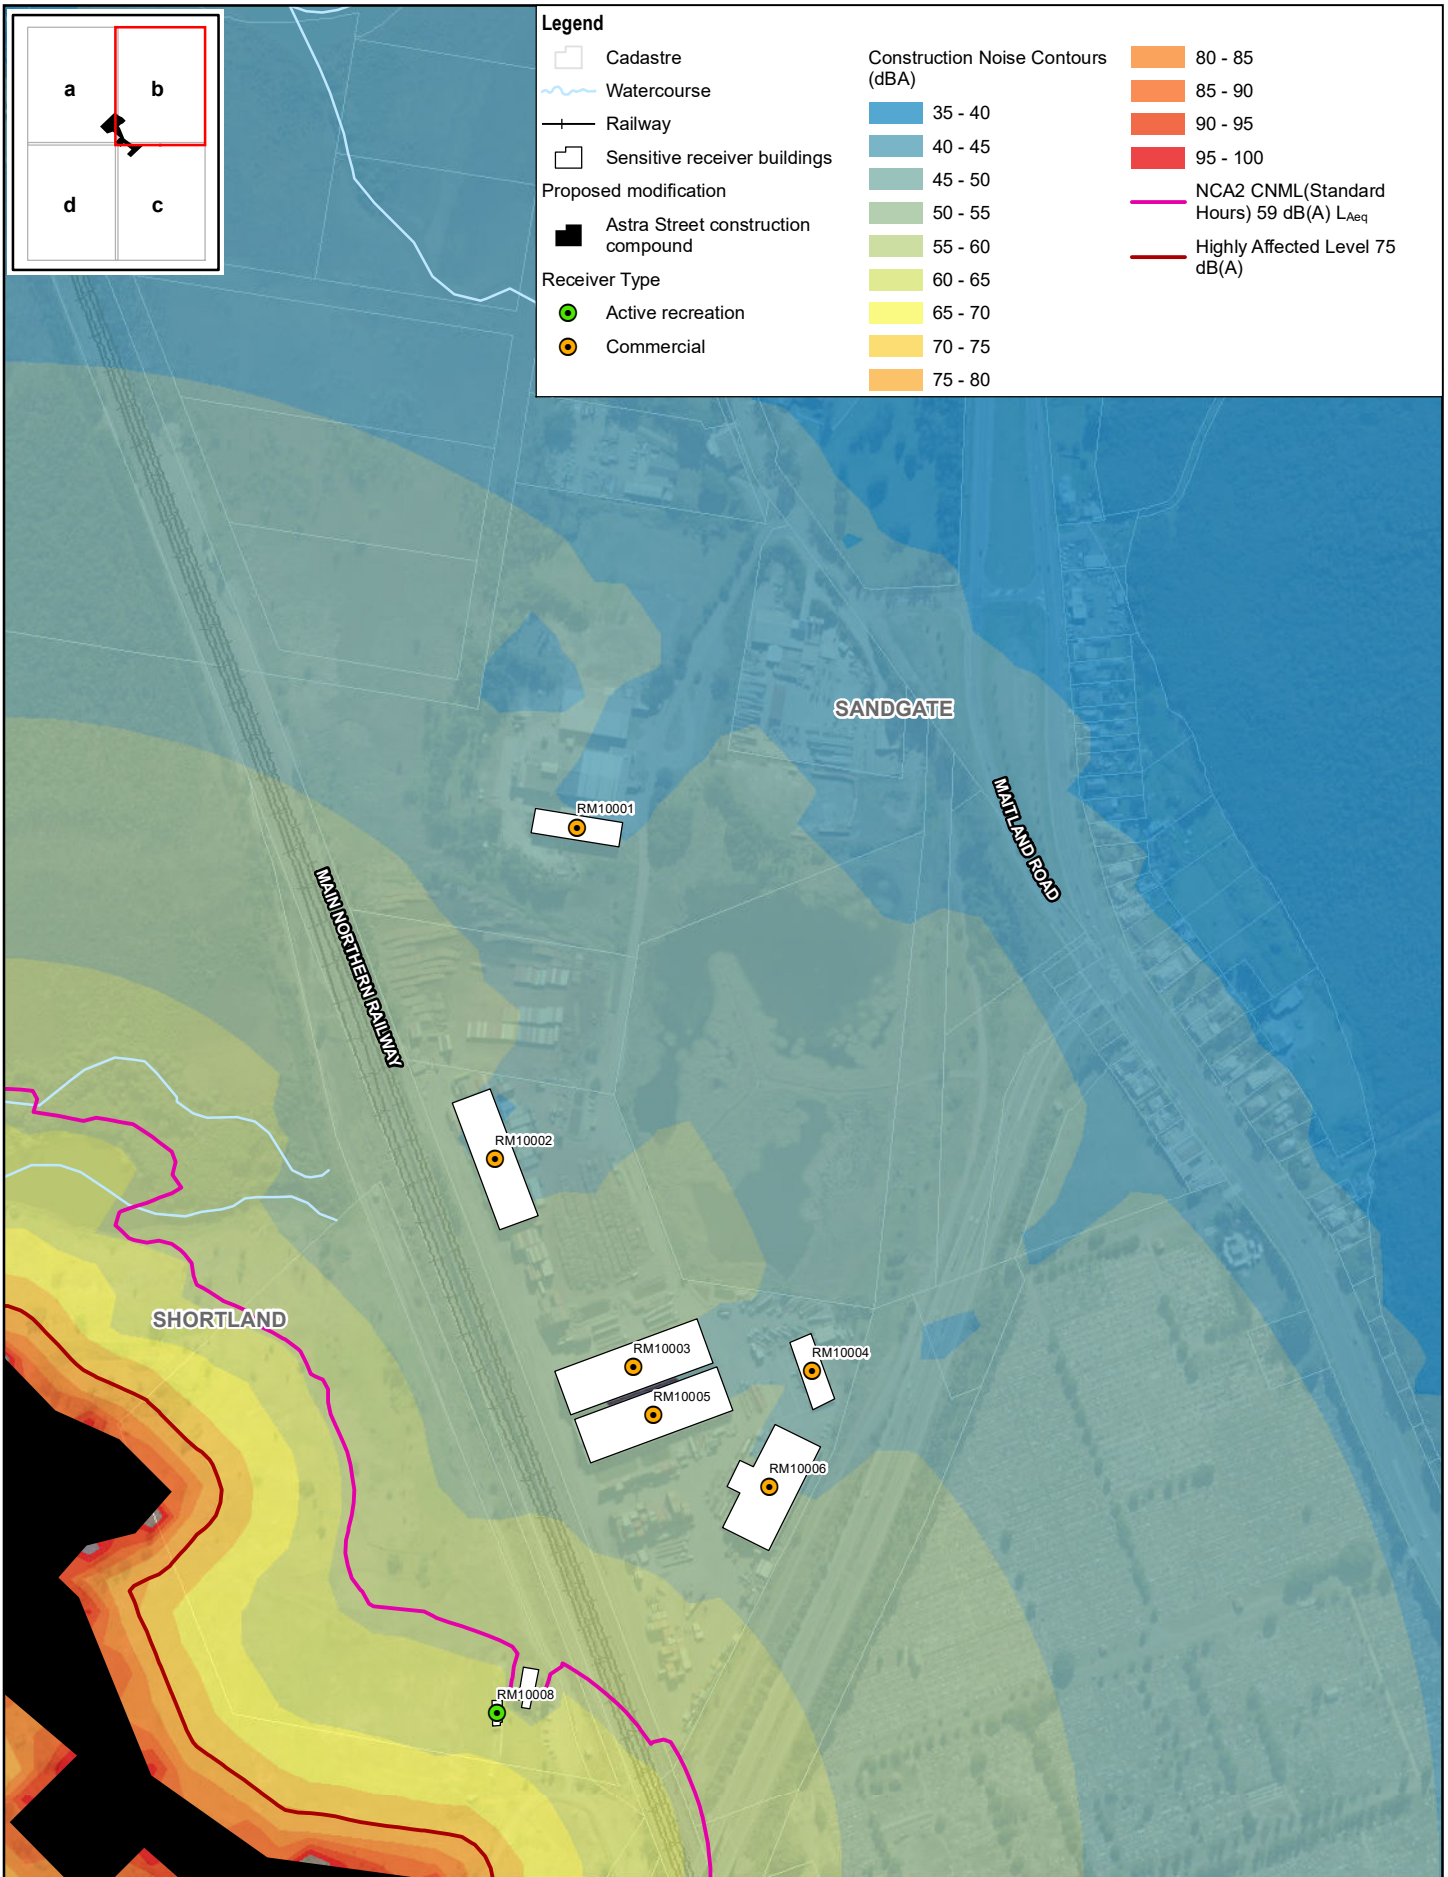 a
b
d
c
Legend
Cadastre
Watercourse
Railway
Sensitive receiver buildings
Proposed modification
Astra Street construction
compound
Receiver Type
Active recreation
Commercial
Construction Noise Contours
(dBA)
35 - 40
40 - 45
45 - 50
50 - 55
55 - 60
60 - 65
65 - 70
70 - 75
75 - 80
80 - 85
85 - 90
90 - 95
95 - 100
NCA2 CNML(Standard
Hours) 59 dB(A) LAeq
Highly Affected Level 75
dB(A)
SANDGATE
MAITLAND ROAD
RM10001
MAIN NORTHERN RAILWAY
RM10002
SHORTLAND
RM10003
RM10004
RM10005
RM10006
RM10008